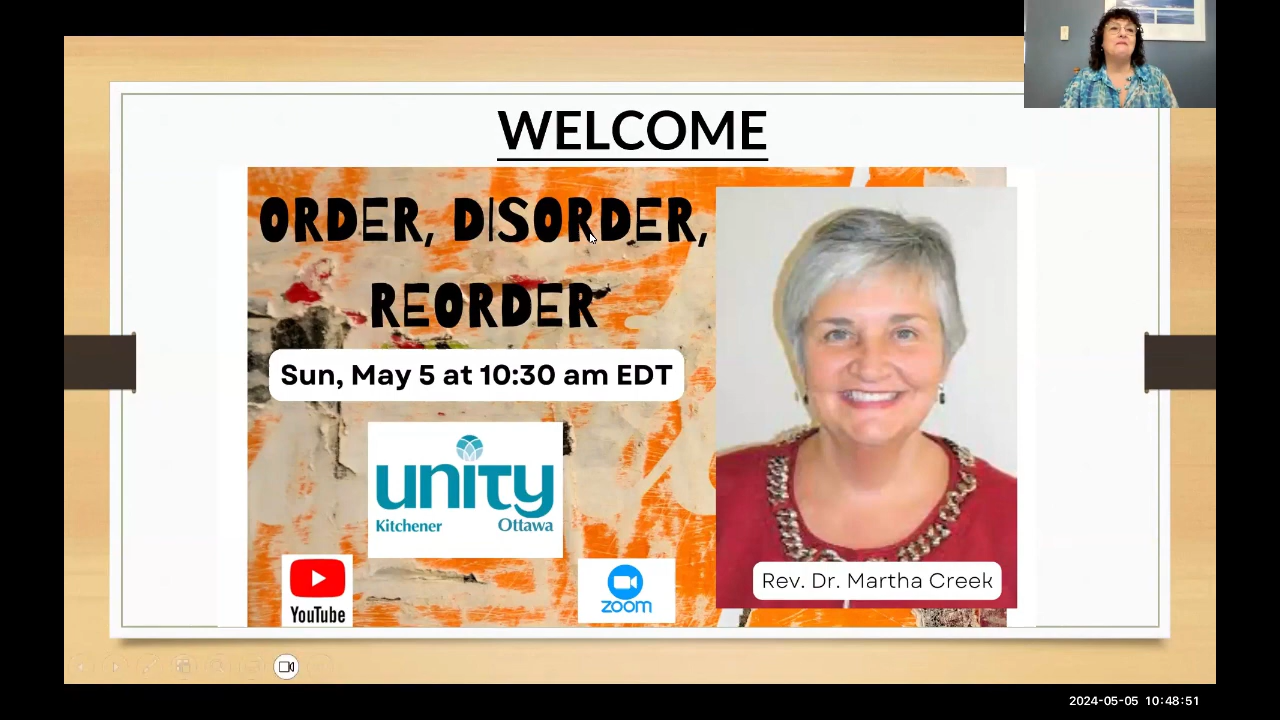 WELCOME
ORDER, DISORDER,
REORDER
Sun, May 5 at 10:30 am EDT
unity
Kitchener Ottawa
YouTube
zoom
Rev. Dr. Martha Creek
2024-05-05 10:48:51